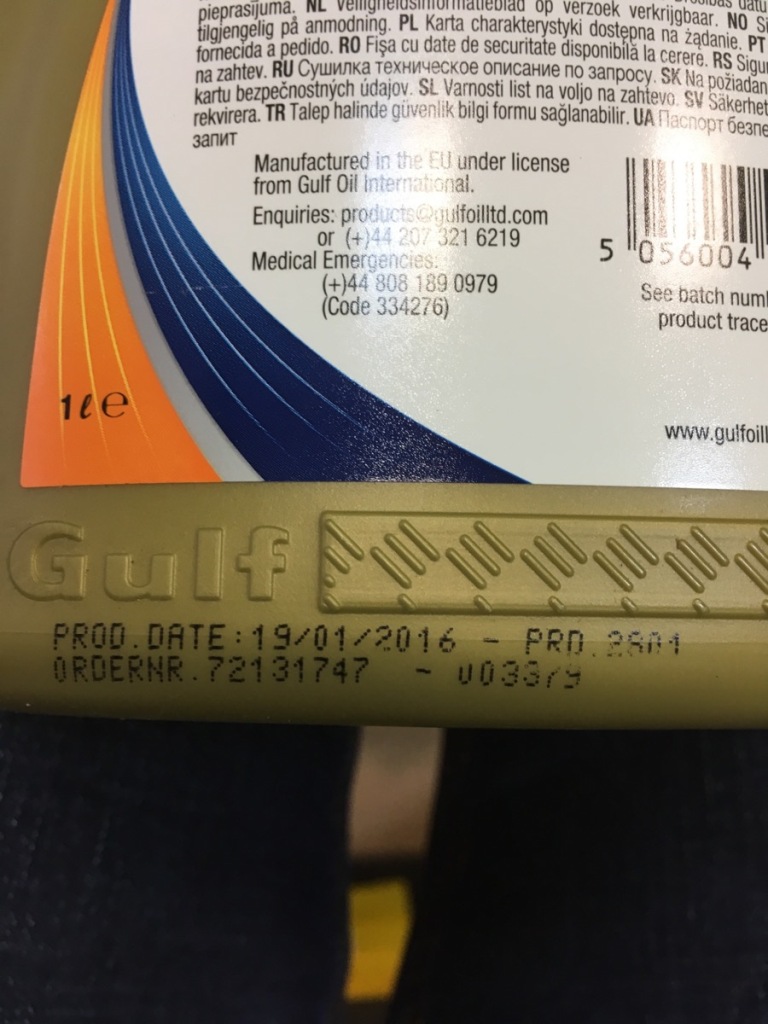 pieprasījuma. NL Veiligheidsinformatieblad op verzoek verkrijgbaar. NO
tilgjengelig på anmodning. PL Karta charakterystyki dostępna na żądanie. PT
fornecida a pedido. RO Fişa cu date de securitate disponibilă la cerere. RS Sigu
na zahtev. RU Сушилка техническое описание по запросу. SK Na požiadan
kartu bezpečnostných údajov. SL Varnosti list na voljo na zahtevo. SV Säkerhet
rekvirera. TR Talep halinde güvenlik bilgi formu sağlanabilir. UA Паспорт безпе
запит
Manufactured in the EU under license
from Gulf Oil International.
Enquiries: products@gulfoilltd.com
or (+)44 207 321 6219
Medical Emergencies:
(+)44 808 189 0979
(Code 334276)
5 056004
See batch num
product trace
1ℓ e
www.gulfoill
Gulf
PROD.DATE:19/01/2016 - PRD.
ORDERNR.72131747 -